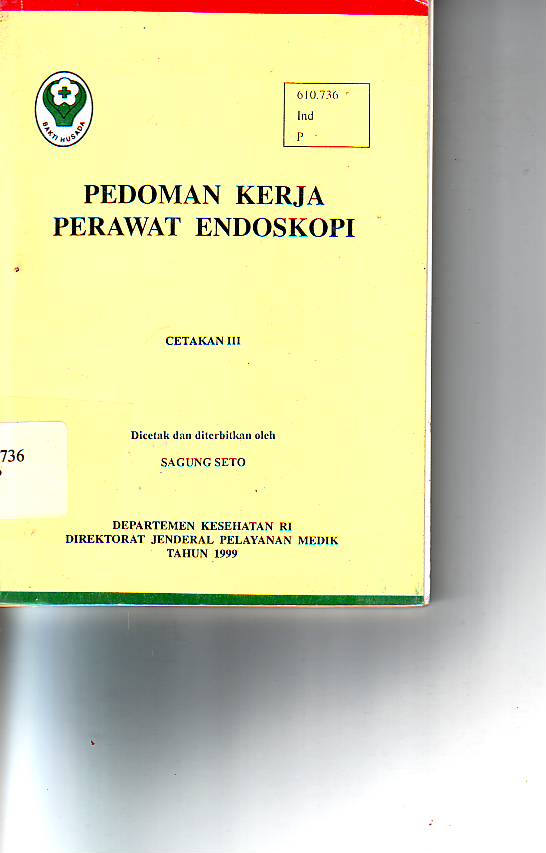 BAKTI HUSADA
610.736
Ind
P
PEDOMAN KERJA
PERAWAT ENDOSKOPI
CETAKAN III
Dicetak dan diterbitkan oleh
736
SAGUNG SETO
DEPARTEMEN KESEHATAN RI
DIREKTORAT JENDERAL PELAYANAN MEDIK
TAHUN 1999